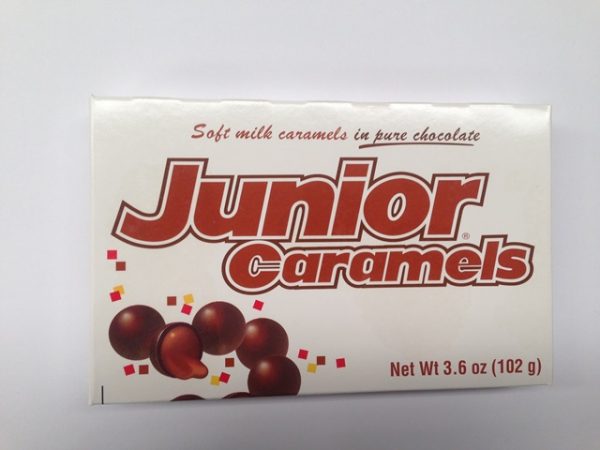 Soft milk caramels in pure chocolate
Junior
Caramels®
Net Wt 3.6 oz (102 g)